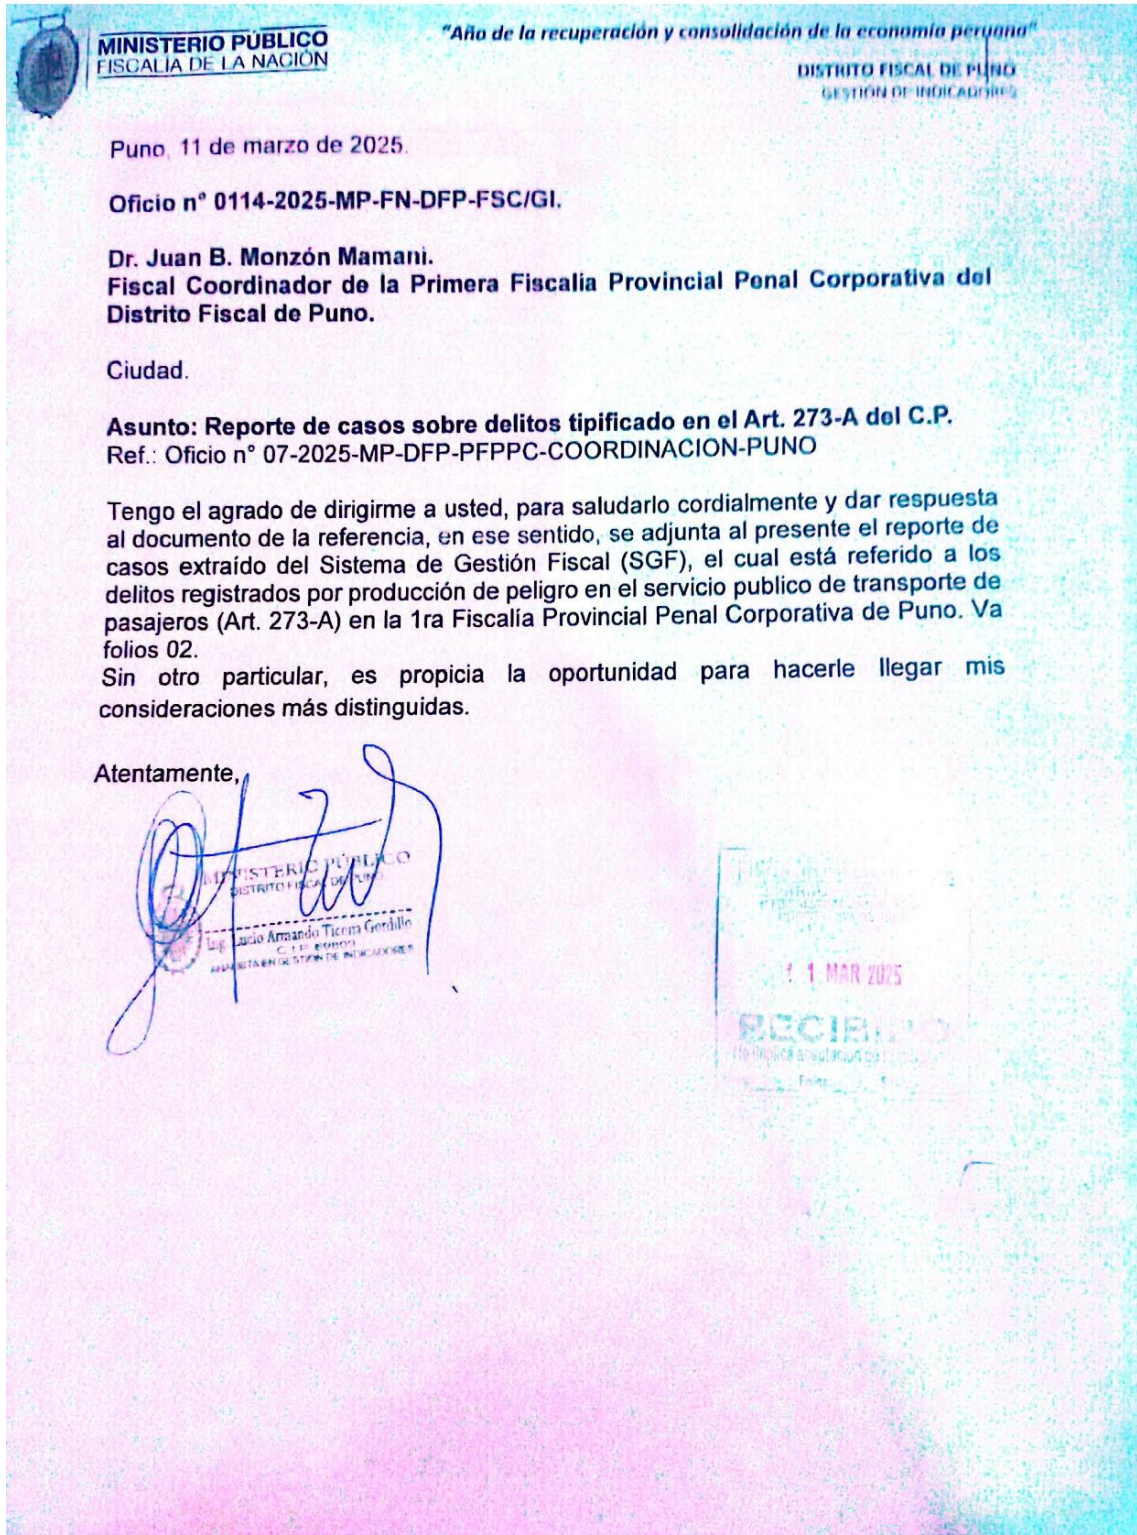 MINISTERIO PÚBLICO
FISCALÍA DE LA NACIÓN
"Año de la recuperación y consolidación de la economía peruana"
DISTRITO FISCAL DE PUNO
GESTIÓN DE INDICADORES
Puno, 11 de marzo de 2025.
Oficio n° 0114-2025-MP-FN-DFP-FSC/GI.
Dr. Juan B. Monzón Mamani.
Fiscal Coordinador de la Primera Fiscalía Provincial Penal Corporativa del
Distrito Fiscal de Puno.
Ciudad.
Asunto: Reporte de casos sobre delitos tipificado en el Art. 273-A del C.P.
Ref.: Oficio n° 07-2025-MP-DFP-PFPPC-COORDINACION-PUNO
Tengo el agrado de dirigirme a usted, para saludarlo cordialmente y dar respuesta
al documento de la referencia, en ese sentido, se adjunta al presente el reporte de
casos extraído del Sistema de Gestión Fiscal (SGF), el cual está referido a los
delitos registrados por producción de peligro en el servicio publico de transporte de
pasajeros (Art. 273-A) en la 1ra Fiscalía Provincial Penal Corporativa de Puno. Va
folios 02.
Sin otro particular, es propicia la oportunidad para hacerle llegar mis
consideraciones más distinguidas.
Atentamente,
MINISTERIO PÚBLICO
DISTRITO FISCAL DE PUNO
Ing. Lucio Armando Ticona Gordillo
C.I.P.
ANALISTA EN GESTIÓN DE INDICADORES
11 MAR 2025
RECIBIDO
No implica